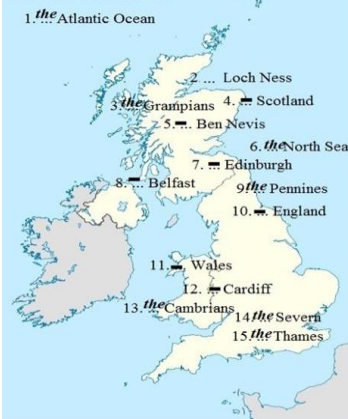 1. the ... Atlantic Ocean
2 ... Loch Ness
3. the ... Grampians
4. – Scotland
5. – ... Ben Nevis
6. the ... North Sea
7. – ... Edinburgh
8. – ... Belfast
9 the ... Pennines
10. – ... England
11. – ... Wales
12. – ... Cardiff
13. the ... Cambrians
14. the ... Severn
15. the ... Thames